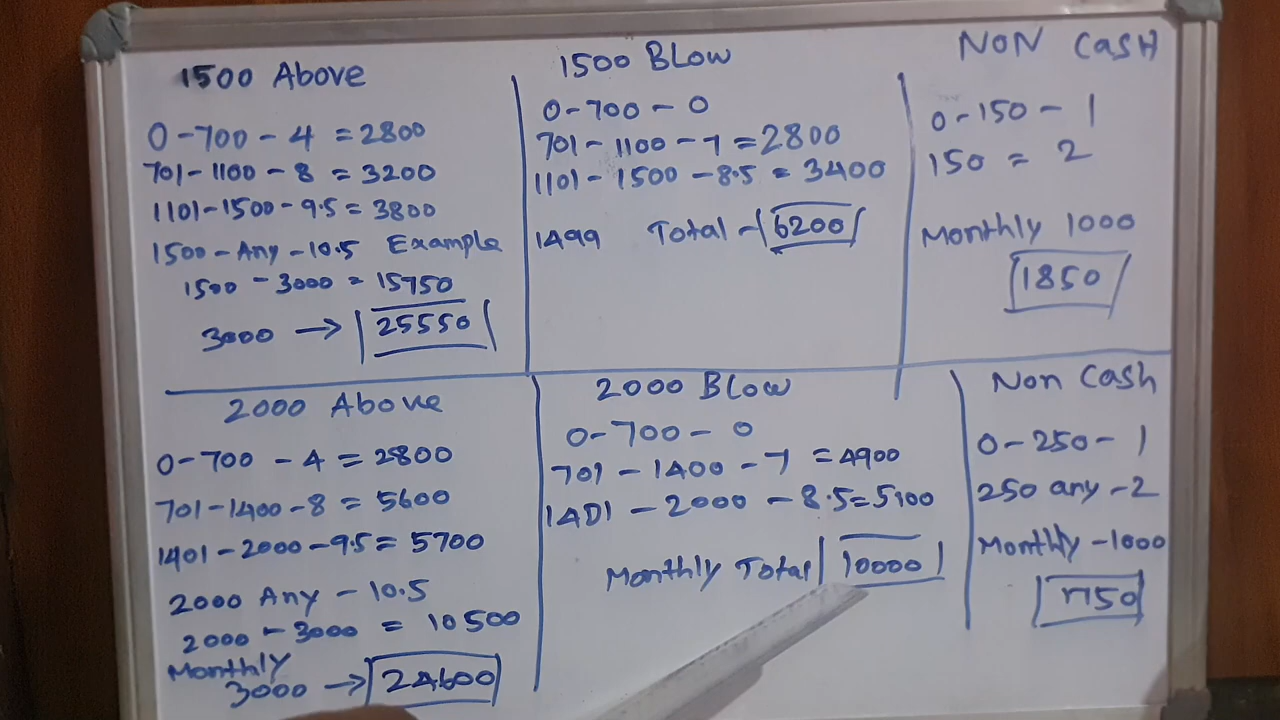 1500 Above
0-700-4 = 2800
701-1100-8 = 3200
1101-1500-9.5 = 3800
1500-Any-10.5 Example
1500-3000 = 15750
3000 → 25550
1500 BLow
0-700-0
701-1100-7 = 2800
1101-1500-8.5 = 3400
1499 Total - 6200
NON Cash
0-150-1
150 = 2
Monthly 1000
1850
2000 Above
0-700-4 = 2800
701-1400-8 = 5600
1401-2000-9.5 = 5700
2000 Any-10.5
2000-3000 = 10500
Monthly
3000 → 24600
2000 BLow
0-700-0
701-1400-7 = 4900
1401-2000-8.5 = 5100
Monthly Total 10000
Non Cash
0-250-1
250 any-2
Monthly-1000
1750